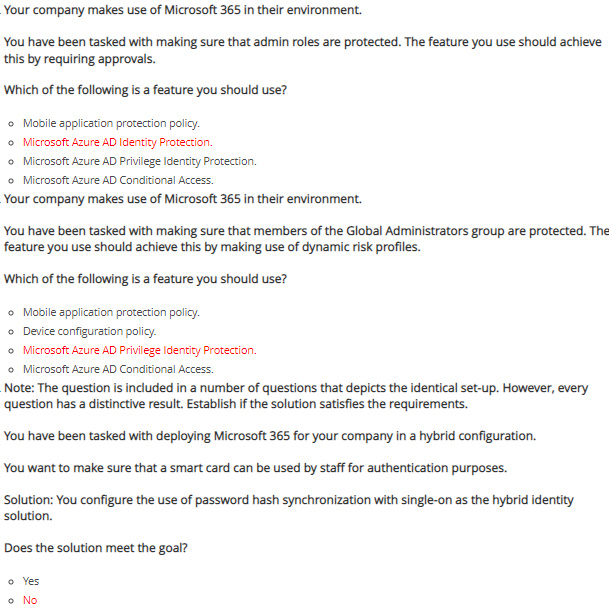 Your company makes use of Microsoft 365 in their environment.
You have been tasked with making sure that admin roles are protected. The feature you use should achieve
this by requiring approvals.
Which of the following is a feature you should use?
Mobile application protection policy.
Microsoft Azure AD Identity Protection.
Microsoft Azure AD Privilege Identity Protection.
Microsoft Azure AD Conditional Access.
Your company makes use of Microsoft 365 in their environment.
You have been tasked with making sure that members of the Global Administrators group are protected. The
feature you use should achieve this by making use of dynamic risk profiles.
Which of the following is a feature you should use?
Mobile application protection policy.
Device configuration policy.
Microsoft Azure AD Privilege Identity Protection.
Microsoft Azure AD Conditional Access.
Note: The question is included in a number of questions that depicts the identical set-up. However, every
question has a distinctive result. Establish if the solution satisfies the requirements.
You have been tasked with deploying Microsoft 365 for your company in a hybrid configuration.
You want to make sure that a smart card can be used by staff for authentication purposes.
Solution: You configure the use of password hash synchronization with single-on as the hybrid identity
solution.
Does the solution meet the goal?
Yes
No